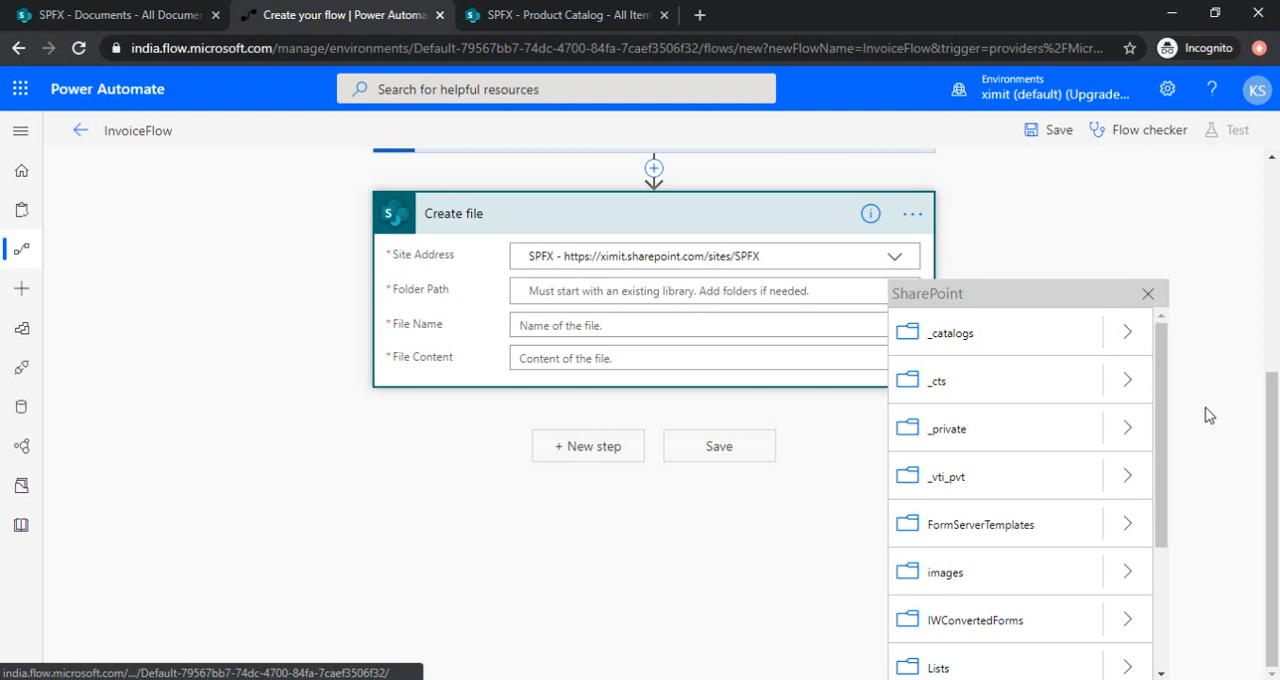 SPFX - Documents - All Documer
Create your flow | Power Automa
SPFX - Product Catalog - All Item
india.flow.microsoft.com/manage/environments/Default-79567bb7-74dc-4700-84fa-7caef3506f32/flows/new?newFlowName=InvoiceFlow&trigger=providers%2FMicr...
Incognito
Power Automate
Search for helpful resources
Environments
ximit (default) (Upgrade...
KS
InvoiceFlow
Save
Flow checker
Test
S
Create file
* Site Address
SPFX - https://ximit.sharepoint.com/sites/SPFX
* Folder Path
Must start with an existing library. Add folders if needed.
* File Name
Name of the file.
* File Content
Content of the file.
+ New step
Save
SharePoint
_catalogs
_cts
_private
_vti_pvt
FormServerTemplates
images
IWConvertedForms
Lists
india.flow.microsoft.com/.../Default-79567bb7-74dc-4700-84fa-7caef3506f32/